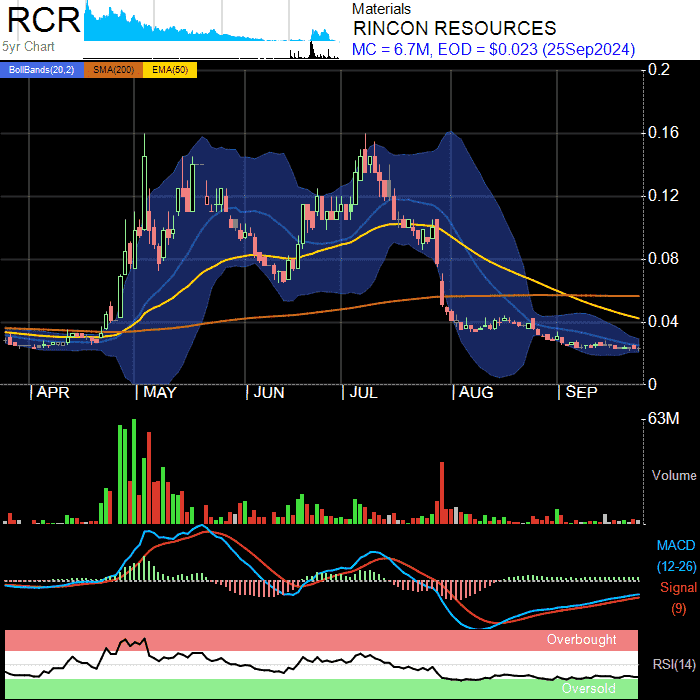 RCR
5yr Chart
Materials
RINCON RESOURCES
MC = 6.7M, EOD = $0.023 (25Sep2024)
BollBands(20,2) SMA(200) EMA(50)
0.2
0.16
0.12
0.08
0.04
0
APR MAY JUN JUL AUG SEP
63M
Volume
MACD
(12-26)
Signal
(9)
Overbought
RSI(14)
Oversold